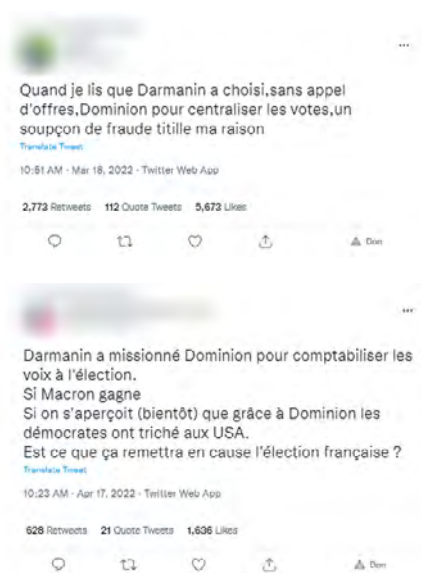 Quand je lis que Darmanin a choisi,sans appel
d'offres,Dominion pour centraliser les votes,un
soupçon de fraude titille ma raison
Translate Tweet
10:51 AM · Mar 18, 2022 · Twitter Web App
2,773 Retweets 112 Quote Tweets 5,673 Likes
Don
Darmanin a missionné Dominion pour comptabiliser les
voix à l'élection.
Si Macron gagne
Si on s'aperçoit (bientôt) que grâce à Dominion les
démocrates ont triché aux USA.
Est ce que ça remettra en cause l'élection française ?
Translate Tweet
10:23 AM · Apr 17, 2022 · Twitter Web App
628 Retweets 21 Quote Tweets 1,636 Likes
Don